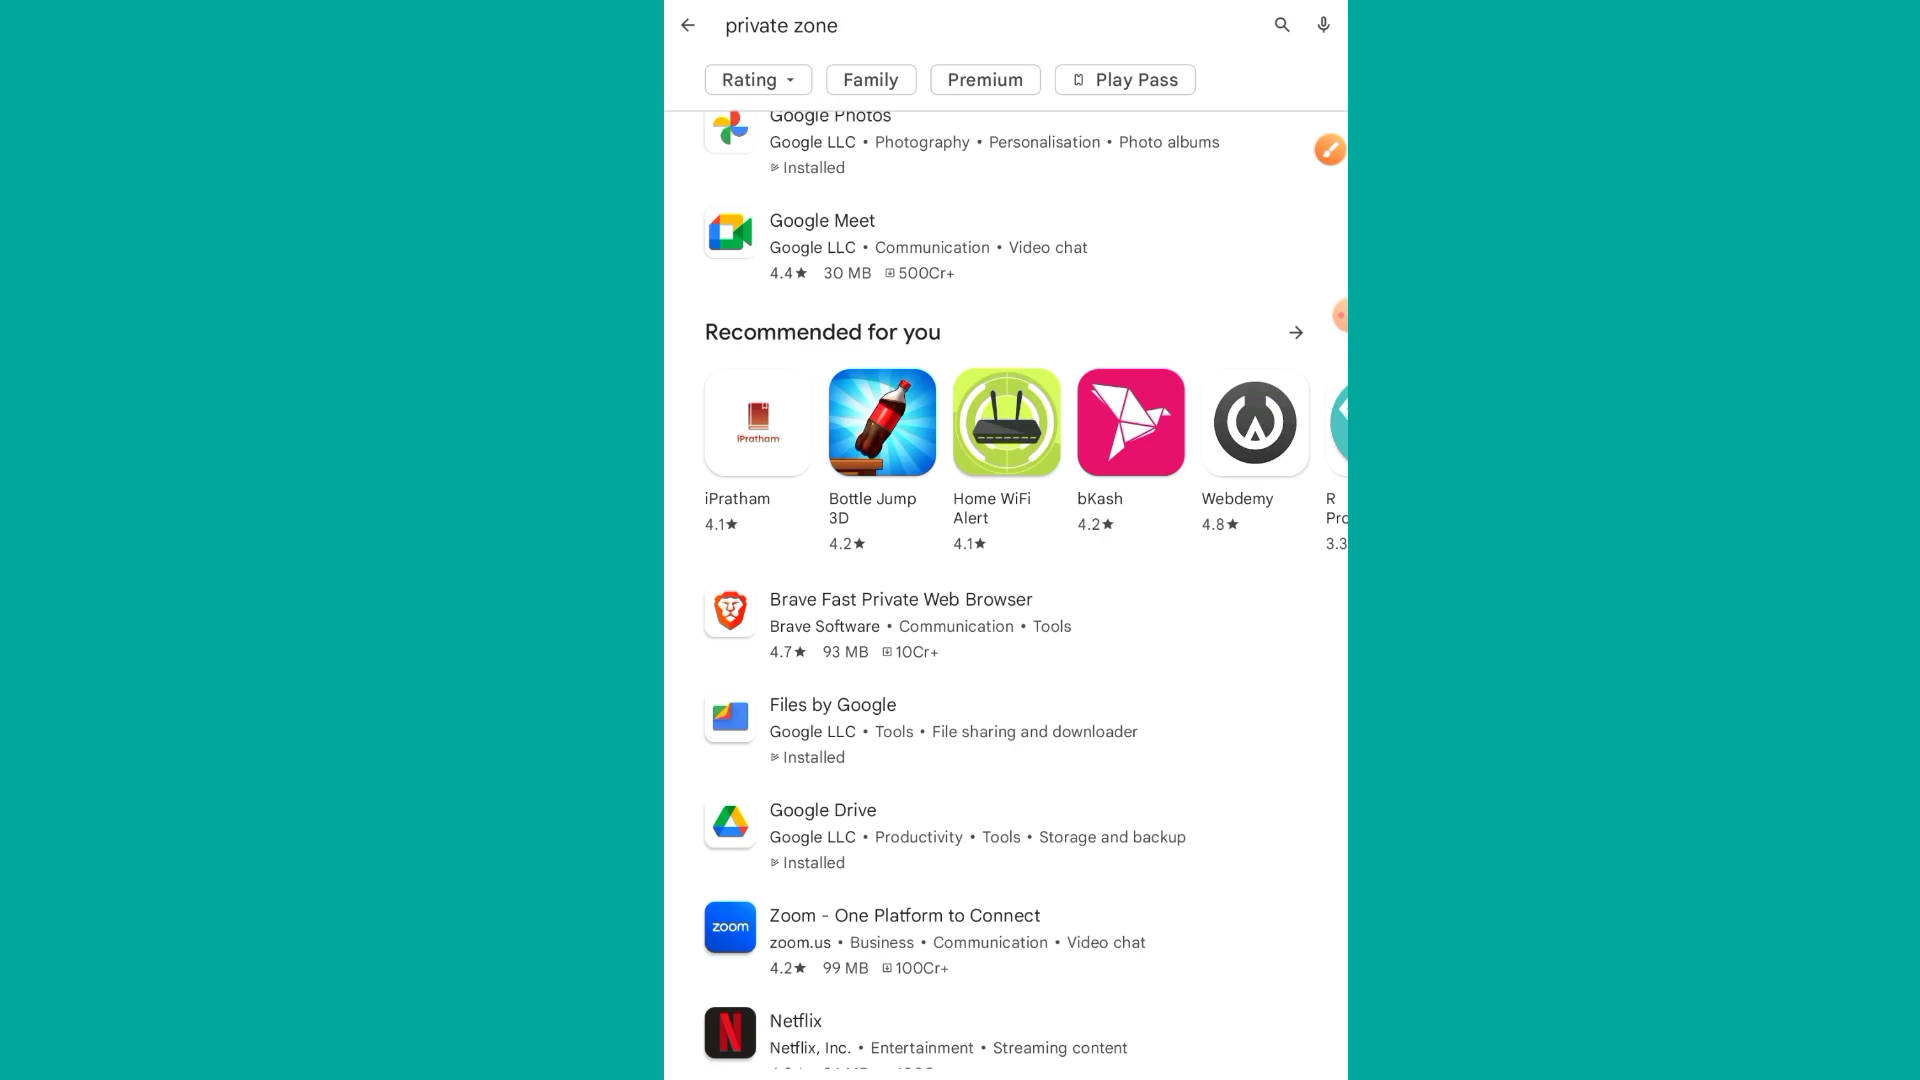 private zone
Rating
Family
Premium
Play Pass
Google Photos
Google LLC • Photography • Personalisation • Photo albums
Installed
Google Meet
Google LLC • Communication • Video chat
4.4★ 30 MB 500Cr+
Recommended for you
iPratham
iPratham
4.1★
Bottle Jump
3D
4.2★
Home WiFi
Alert
4.1★
bKash
4.2★
Webdemy
4.8★
R
Pro
3.3
Brave Fast Private Web Browser
Brave Software • Communication • Tools
4.7★ 93 MB 10Cr+
Files by Google
Google LLC • Tools • File sharing and downloader
Installed
Google Drive
Google LLC • Productivity • Tools • Storage and backup
Installed
zoom
Zoom - One Platform to Connect
zoom.us • Business • Communication • Video chat
4.2★ 99 MB 100Cr+
N
Netflix
Netflix, Inc. • Entertainment • Streaming content